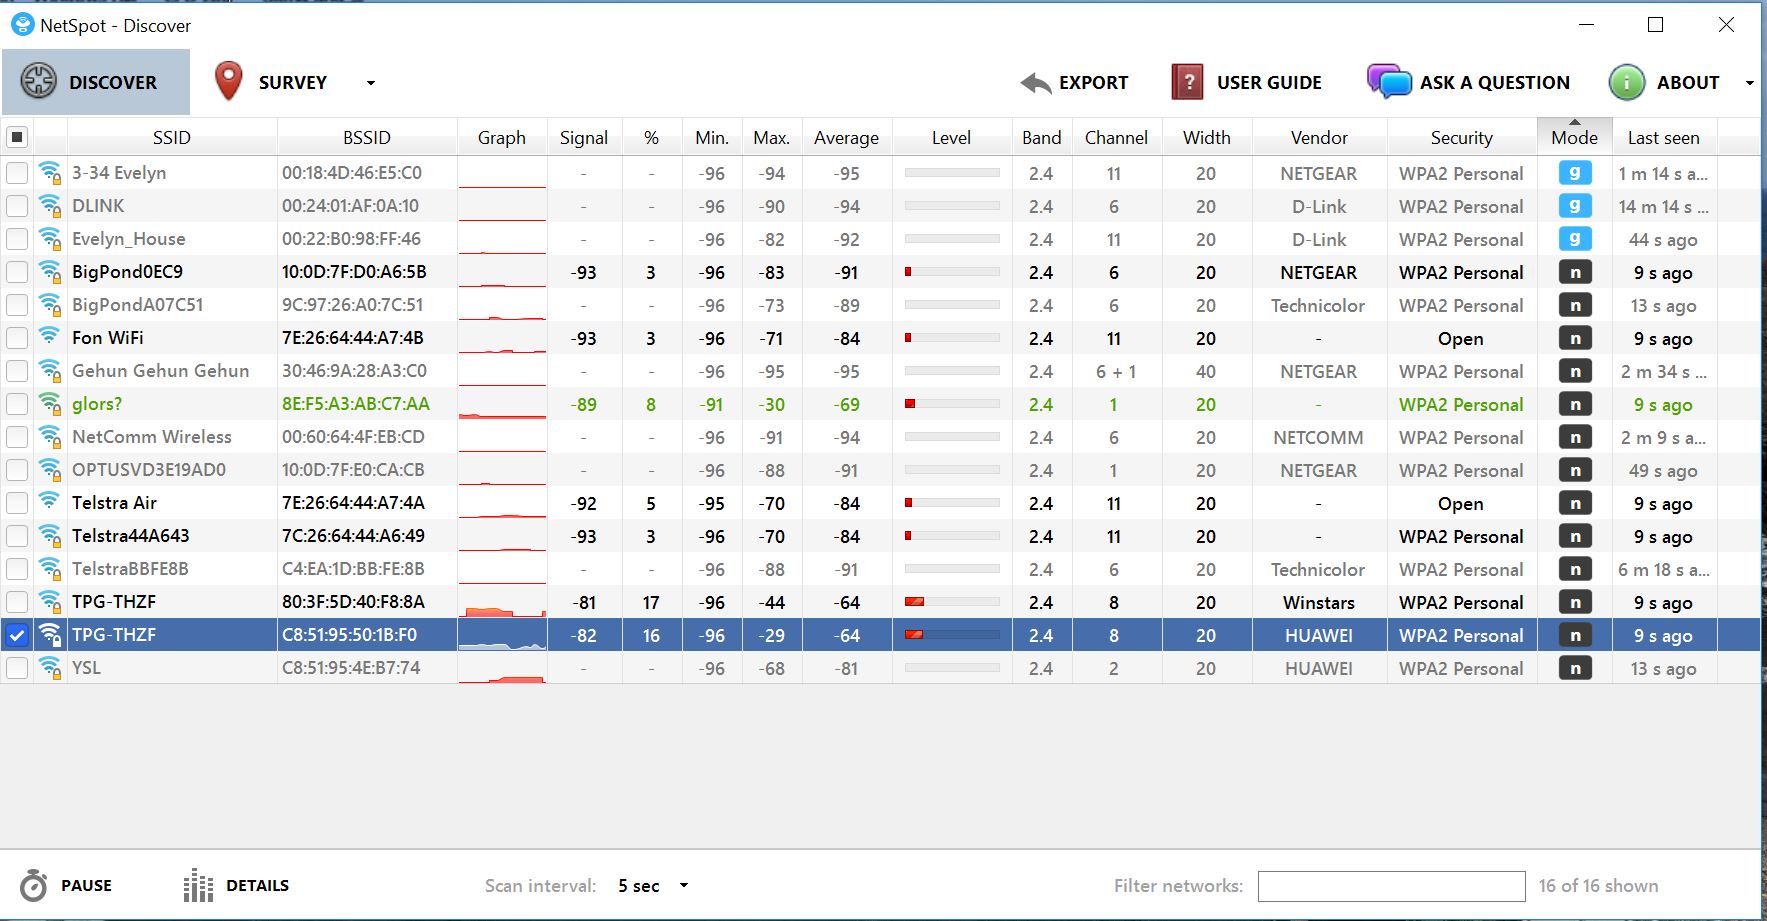 NetSpot - Discover
DISCOVER SURVEY EXPORT USER GUIDE ASK A QUESTION ABOUT
SSID BSSID Graph Signal % Min. Max. Average Level Band Channel Width Vendor Security Mode Last seen
3-34 Evelyn 00:18:4D:46:E5:C0 - - -96 -94 -95 2.4 11 20 NETGEAR WPA2 Personal g 1 m 14 s a...
DLINK 00:24:01:AF:0A:10 - - -96 -90 -94 2.4 6 20 D-Link WPA2 Personal g 14 m 14 s ...
Evelyn_House 00:22:B0:98:FF:46 - - -96 -82 -92 2.4 11 20 D-Link WPA2 Personal g 44 s ago
BigPond0EC9 10:0D:7F:D0:A6:5B -93 3 -96 -83 -91 2.4 6 20 NETGEAR WPA2 Personal n 9 s ago
BigPondA07C51 9C:97:26:A0:7C:51 - - -96 -73 -89 2.4 6 20 Technicolor WPA2 Personal n 13 s ago
Fon WiFi 7E:26:64:44:A7:4B -93 3 -96 -71 -84 2.4 11 20 - Open n 9 s ago
Gehun Gehun Gehun 30:46:9A:28:A3:C0 - - -96 -95 -95 2.4 6 + 1 40 NETGEAR WPA2 Personal n 2 m 34 s ...
glors? 8E:F5:A3:AB:C7:AA -89 8 -91 -30 -69 2.4 1 20 - WPA2 Personal n 9 s ago
NetComm Wireless 00:60:64:4F:EB:CD - - -96 -91 -94 2.4 6 20 NETCOMM WPA2 Personal n 2 m 9 s a...
OPTUSVD3E19AD0 10:0D:7F:E0:CA:CB - - -96 -88 -91 2.4 1 20 NETGEAR WPA2 Personal n 49 s ago
Telstra Air 7E:26:64:44:A7:4A -92 5 -95 -70 -84 2.4 11 20 - Open n 9 s ago
Telstra44A643 7C:26:64:44:A6:49 -93 3 -96 -70 -84 2.4 11 20 - WPA2 Personal n 9 s ago
TelstraBBFE8B C4:EA:1D:BB:FE:8B - - -96 -88 -91 2.4 6 20 Technicolor WPA2 Personal n 6 m 18 s a...
TPG-THZF 80:3F:5D:40:F8:8A -81 17 -96 -44 -64 2.4 8 20 Winstars WPA2 Personal n 9 s ago
TPG-THZF C8:51:95:50:1B:F0 -82 16 -96 -29 -64 2.4 8 20 HUAWEI WPA2 Personal n 9 s ago
YSL C8:51:95:4E:B7:74 - - -96 -68 -81 2.4 2 20 HUAWEI WPA2 Personal n 13 s ago
PAUSE DETAILS Scan interval: 5 sec Filter networks: 16 of 16 shown